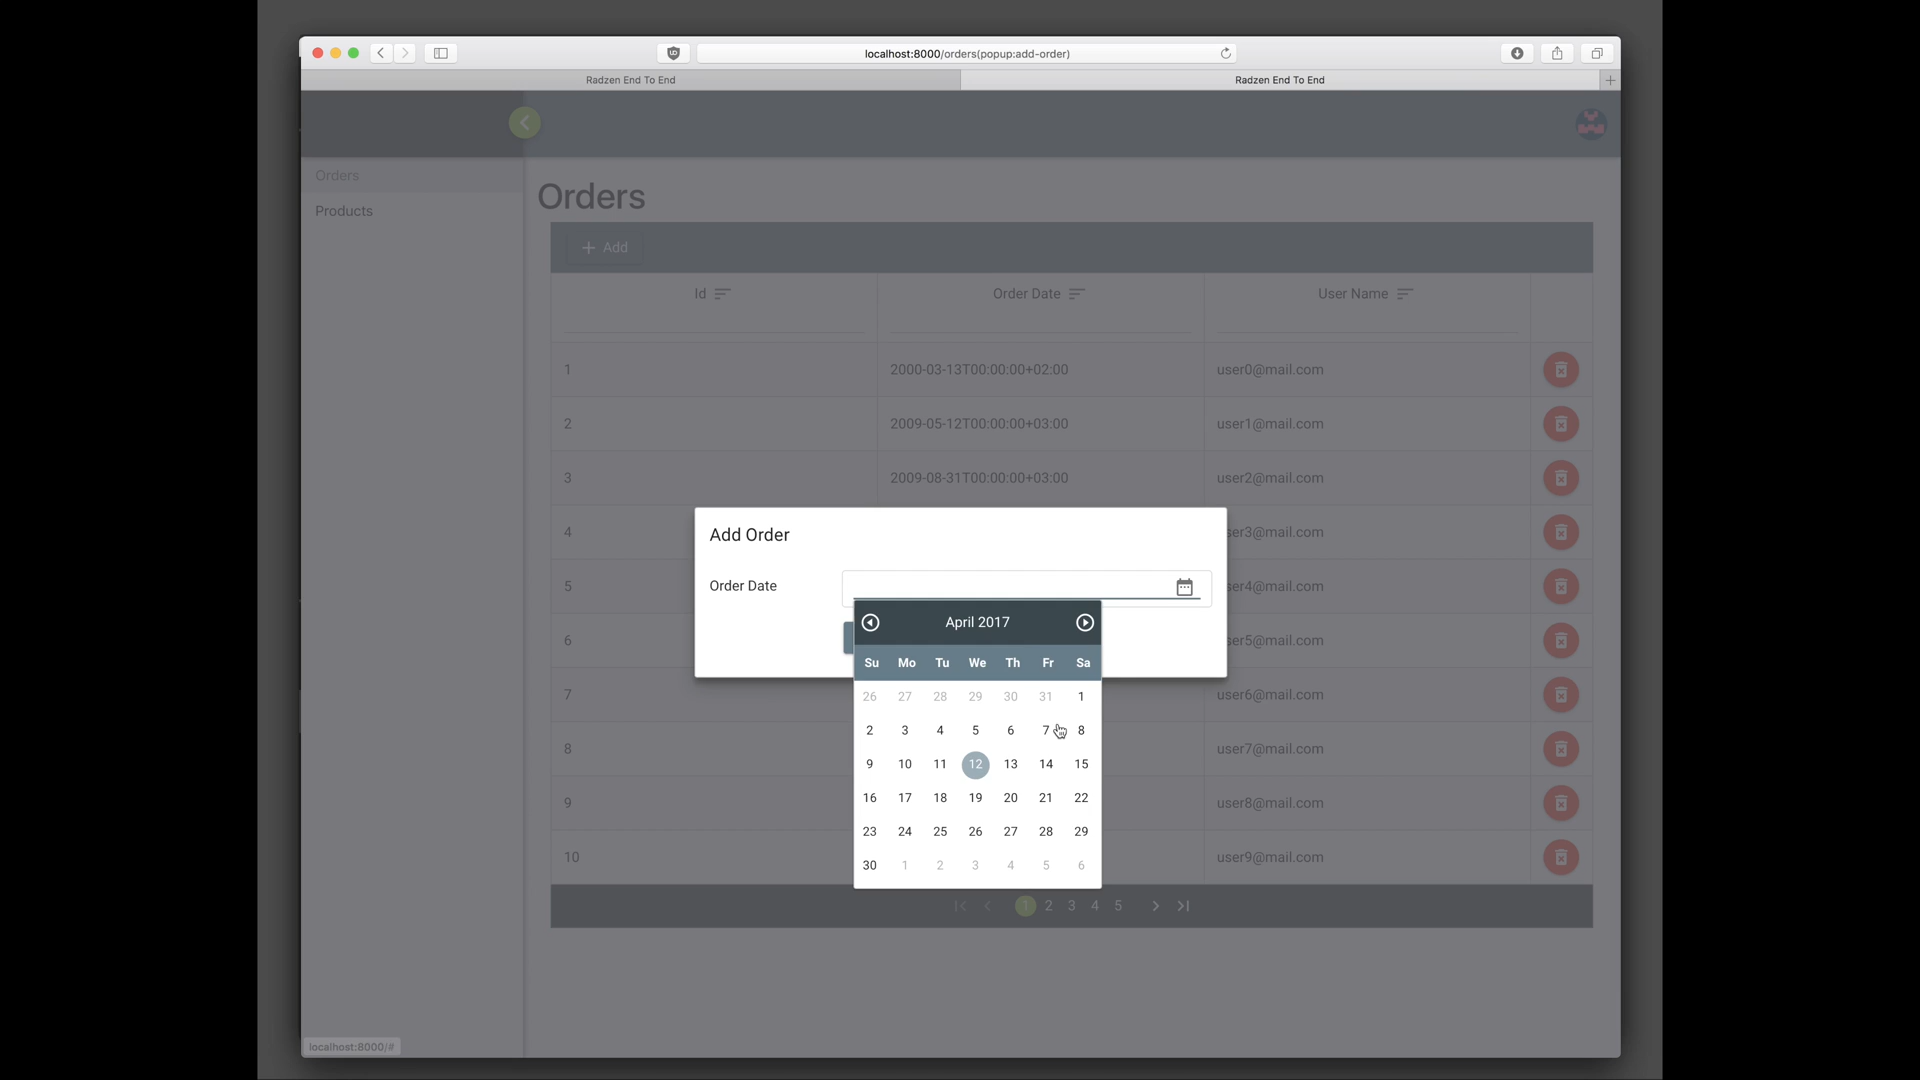 localhost:8000/orders(popup:add-order)
Radzen End To End
Radzen End To End
Orders
Products
Orders
Add
Id
Order Date
User Name
1 2000-03-13T00:00:00+02:00 user0@mail.com
2 2009-05-12T00:00:00+03:00 user1@mail.com
3 2009-08-31T00:00:00+03:00 user2@mail.com
4 ser3@mail.com
5 ser4@mail.com
6 ser5@mail.com
7 user6@mail.com
8 user7@mail.com
9 user8@mail.com
10 user9@mail.com
Add Order
Order Date
April 2017
Su Mo Tu We Th Fr Sa
26 27 28 29 30 31 1
2 3 4 5 6 7 8
9 10 11 12 13 14 15
16 17 18 19 20 21 22
23 24 25 26 27 28 29
30 1 2 3 4 5 6
1 2 3 4 5
localhost:8000/#